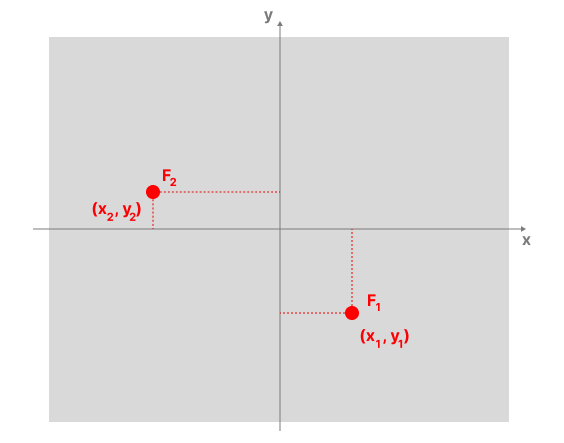 y
F₂
(x₂, y₂)
x
F₁
(x₁, y₁)